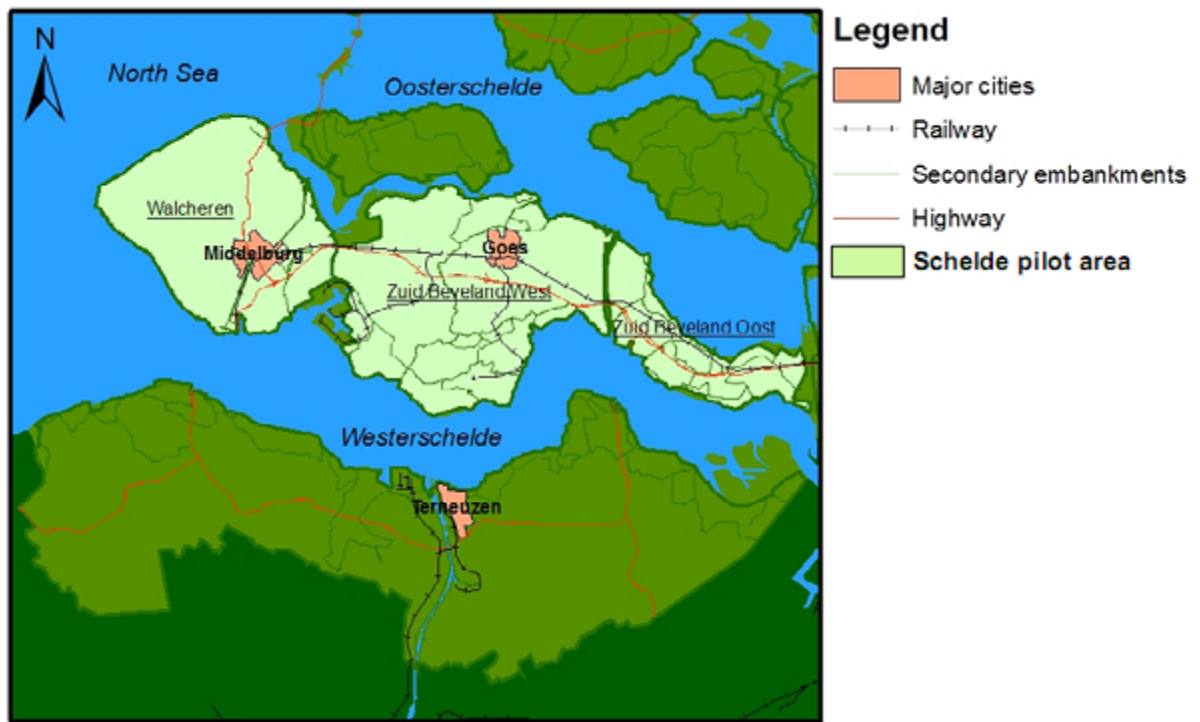 N
North Sea
Oosterschelde
Walcheren
Middelburg
Goes
Zuid Beveland West
Zuid Beveland Oost
Westerschelde
Terneuzen
Legend
Major cities
Railway
Secondary embankments
Highway
Schelde pilot area